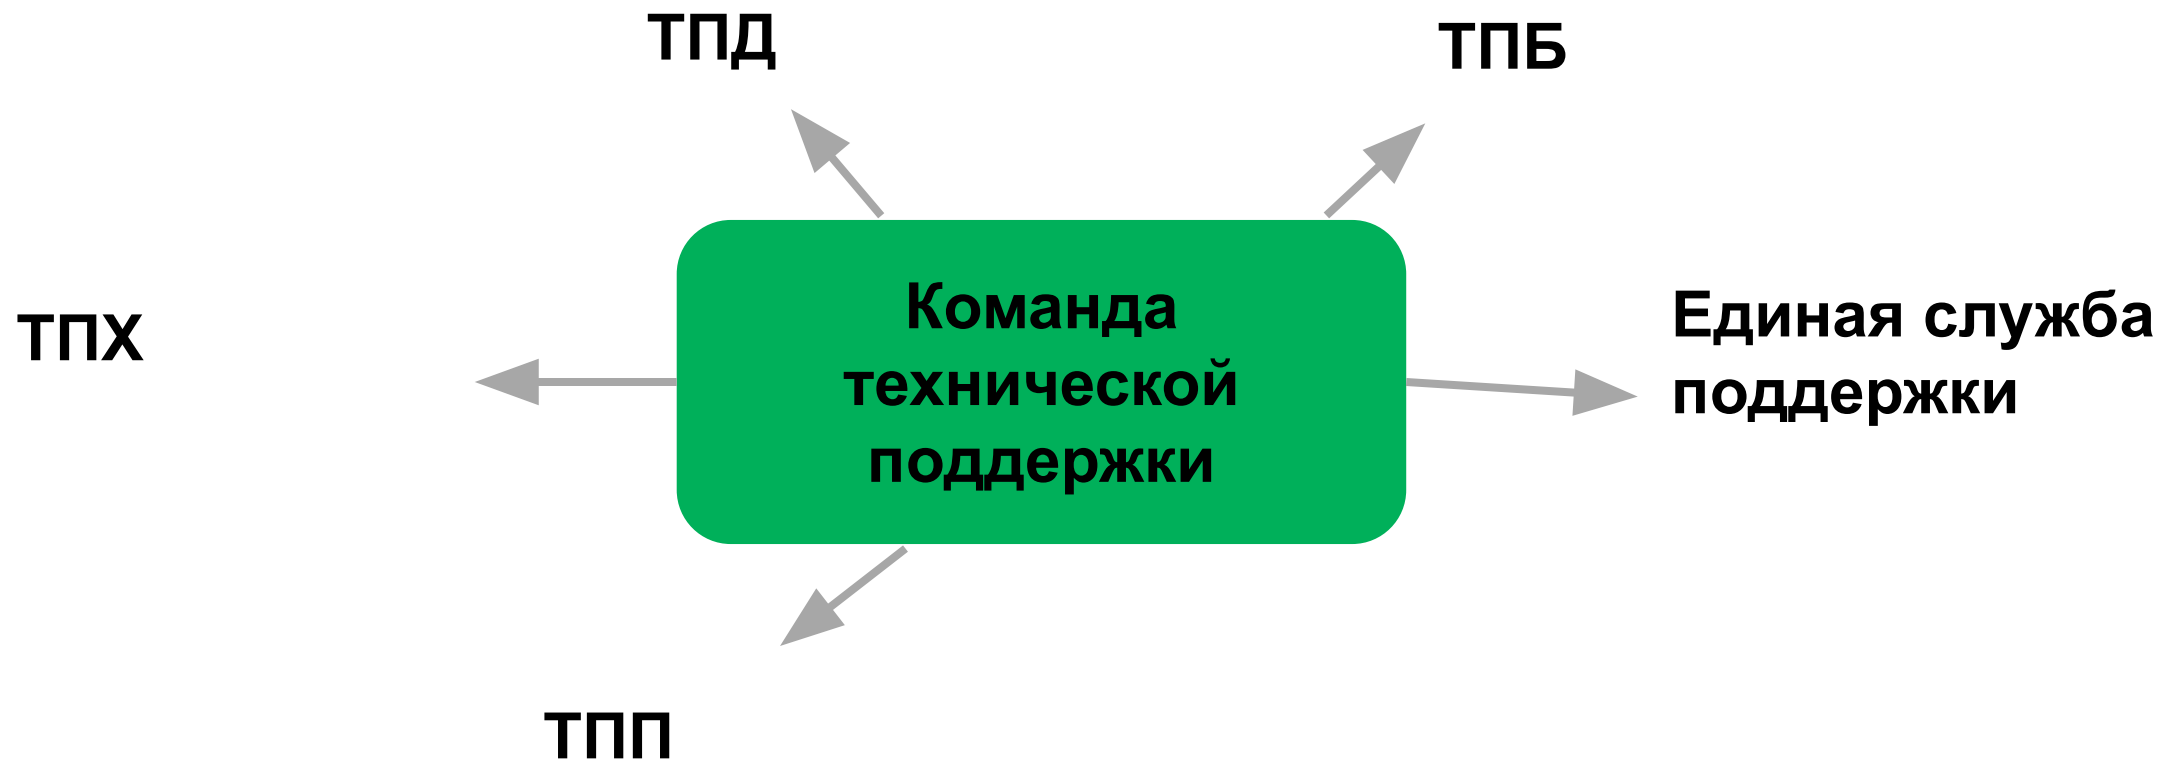 ТПД
ТПБ
Команда
технической
поддержки
Единая служба
поддержки
ТПХ
ТПП